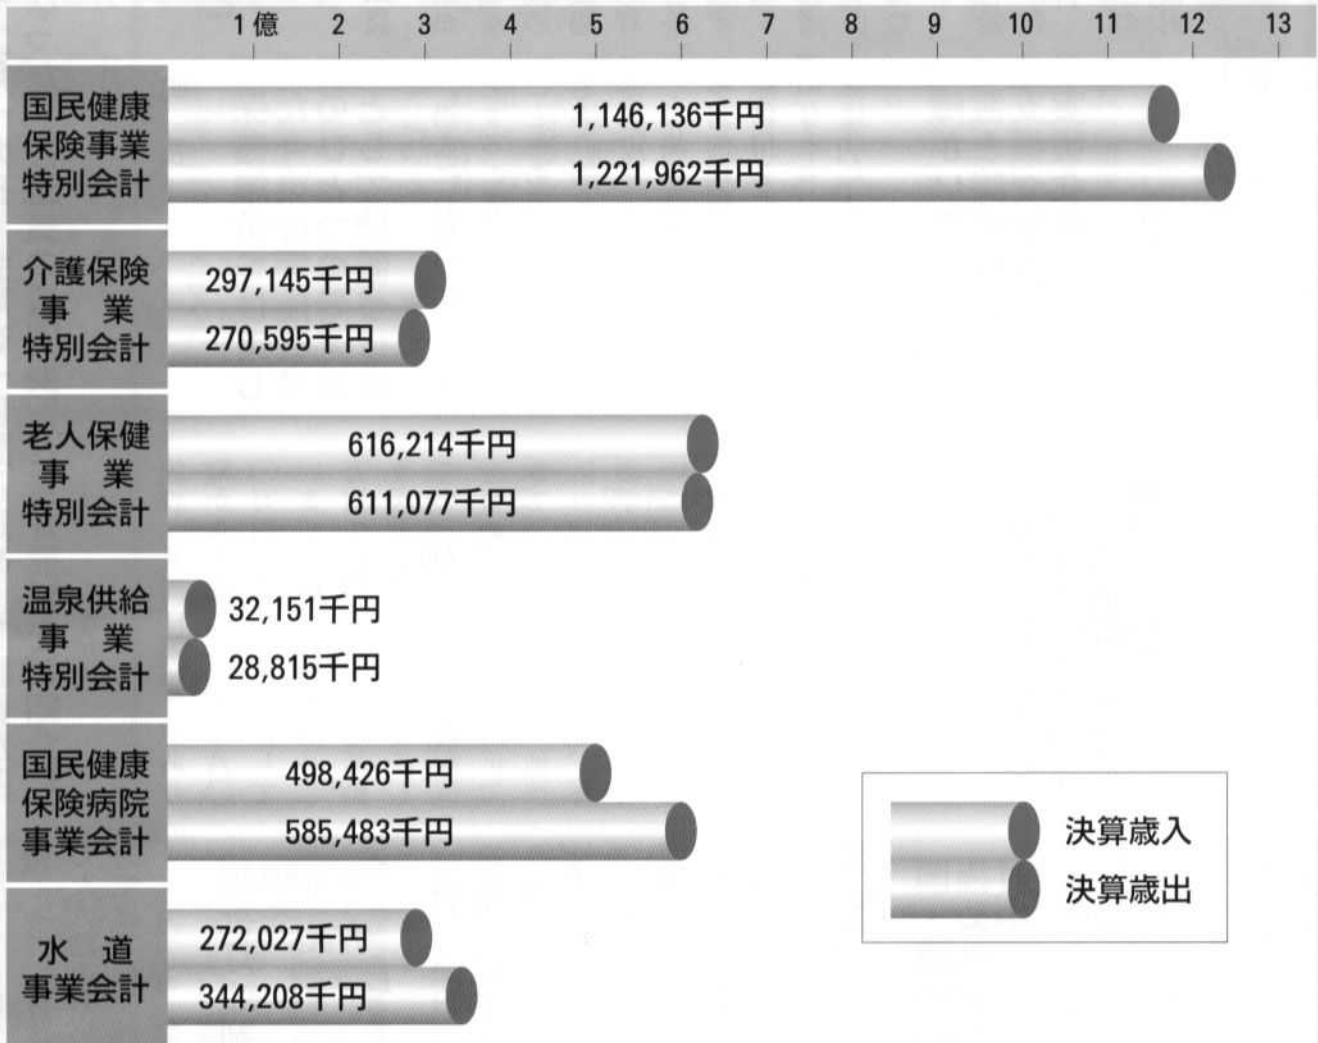 1億 2 3 4 5 6 7 8 9 10 11 12 13
国民健康
保険事業
特別会計
1,146,136千円
1,221,962千円
介護保険
事 業
特別会計
297,145千円
270,595千円
老人保健
事 業
特別会計
616,214千円
611,077千円
温泉供給
事 業
特別会計
32,151千円
28,815千円
国民健康
保険病院
事業会計
498,426千円
585,483千円
水 道
事業会計
272,027千円
344,208千円
決算歳入
決算歳出